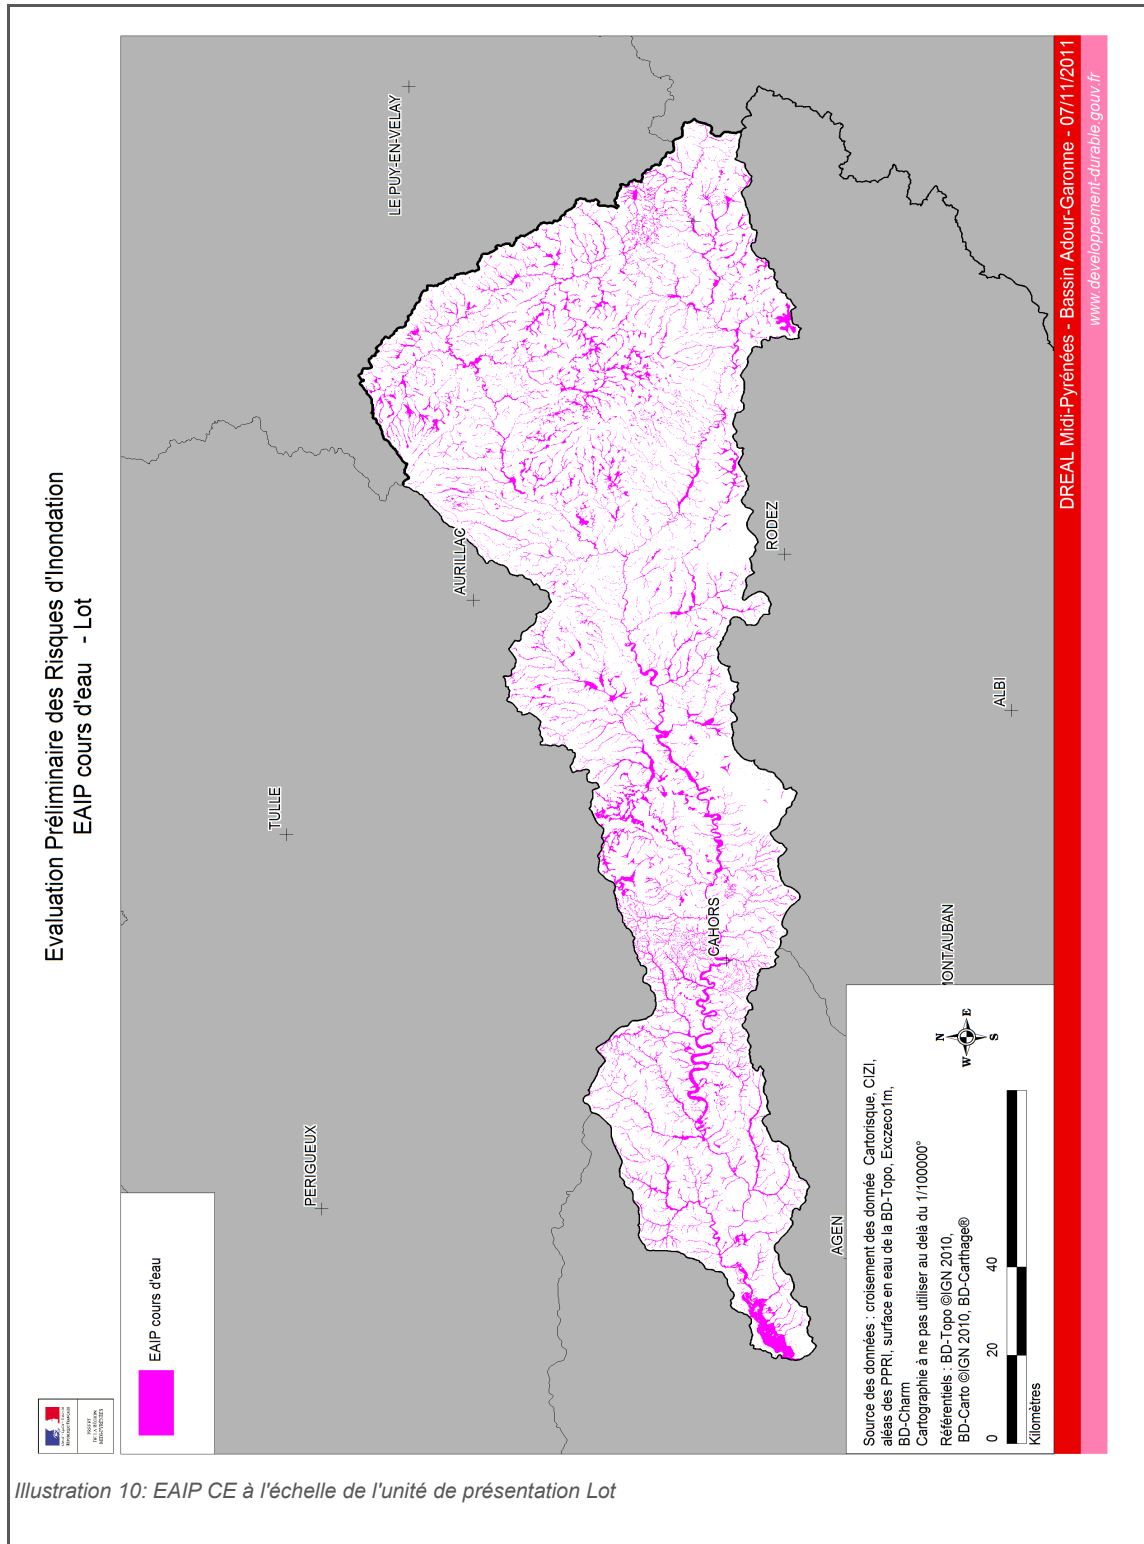 Evaluation Préliminaire des Risques d'Inondation
EAIP cours d'eau - Lot
EAIP cours d'eau
LE PUY-EN-VELAY
AURILLAC
TULLE
PERIGUEUX
RODEZ
ALBI
CAHORS
MONTAUBAN
AGEN
Source des données : croisement des donnée Cartorisque, CIZI,
aléas des PPRI, surface en eau de la BD-Topo, Exczeco1m,
BD-Charm
Cartographie à ne pas utiliser au delà du 1/100000°
Référentiels : BD-Topo ©IGN 2010,
BD-Carto ©IGN 2010, BD-Carthage®
N
W E
S
0 20 40
Kilomètres
DREAL Midi-Pyrénées - Bassin Adour-Garonne - 07/11/2011
www.developpement-durable.gouv.fr
Illustration 10: EAIP CE à l'échelle de l'unité de présentation Lot